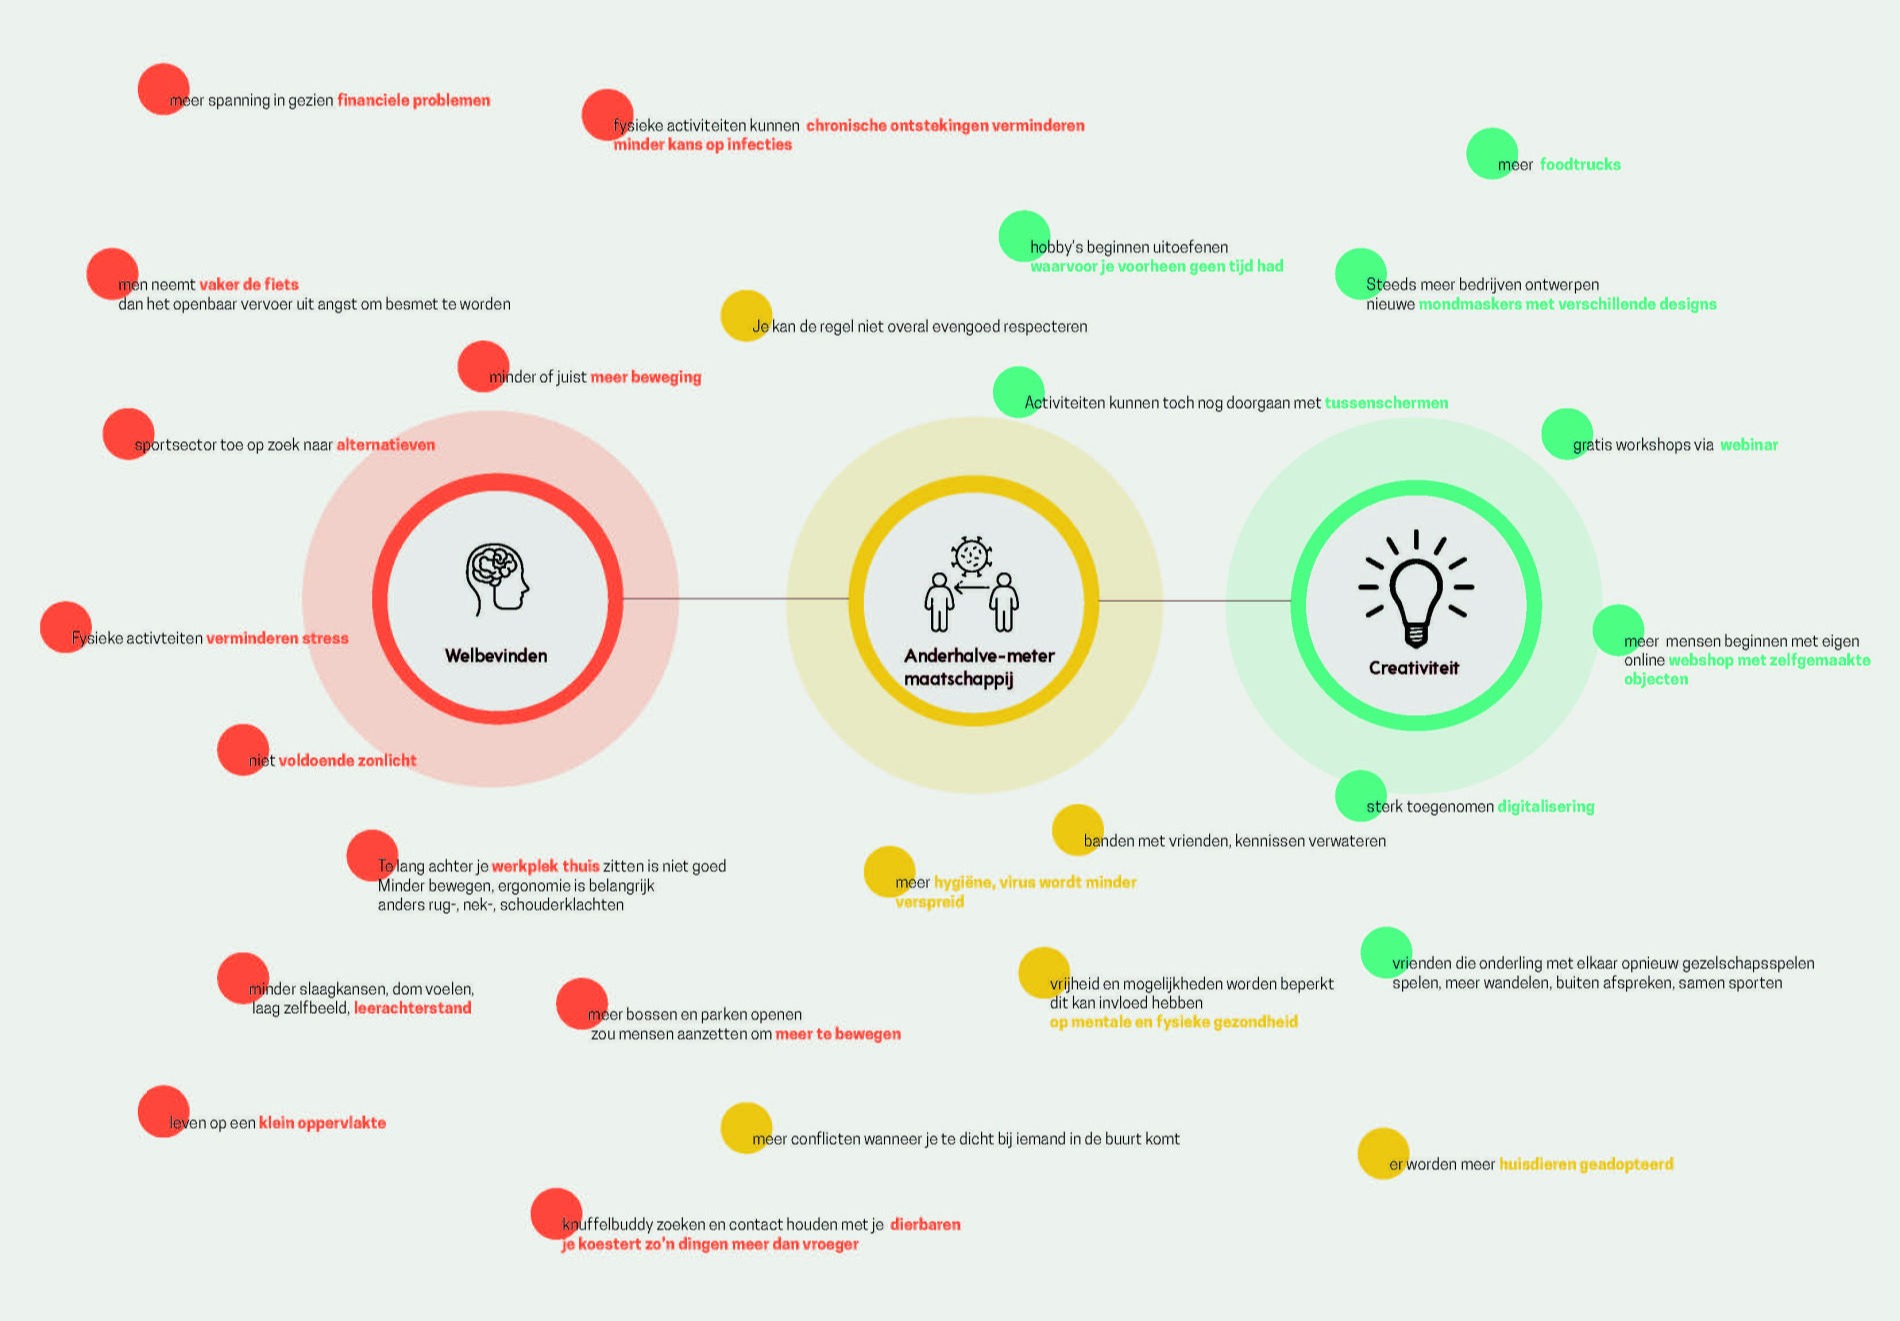 meer spanning in gezien financiele problemen
fysieke activiteiten kunnen chronische ontstekingen verminderen
minder kans op infecties
meer foodtrucks
hobby's beginnen uitoefenen
waarvoor je voorheen geen tijd had
men neemt vaker de fiets
dan het openbaar vervoer uit angst om besmet te worden
Steeds meer bedrijven ontwerpen
nieuwe mondmaskers met verschillende designs
Je kan de regel niet overal evengoed respecteren
minder of juist meer beweging
Activiteiten kunnen toch nog doorgaan met tussenschermen
sportsector toe op zoek naar alternatieven
gratis workshops via webinar
Fysieke activteiten verminderen stress
Welbevinden
Anderhalve-meter
maatschappij
Creativiteit
meer mensen beginnen met eigen
online webshop met zelfgemaakte
objecten
niet voldoende zonlicht
sterk toegenomen digitalisering
banden met vrienden, kennissen verwateren
Te lang achter je werkplek thuis zitten is niet goed
Minder bewegen, ergonomie is belangrijk
anders rug-, nek-, schouderklachten
meer hygiëne, virus wordt minder
verspreid
vrienden die onderling met elkaar opnieuw gezelschapsspelen
spelen, meer wandelen, buiten afspreken, samen sporten
minder slaagkansen, dom voelen,
laag zelfbeeld, leerachterstand
vrijheid en mogelijkheden worden beperkt
dit kan invloed hebben
op mentale en fysieke gezondheid
meer bossen en parken openen
zou mensen aanzetten om meer te bewegen
leven op een klein oppervlakte
meer conflicten wanneer je te dicht bij iemand in de buurt komt
er worden meer huisdieren geadopteerd
knuffelbuddy zoeken en contact houden met je dierbaren
je koestert zo'n dingen meer dan vroeger